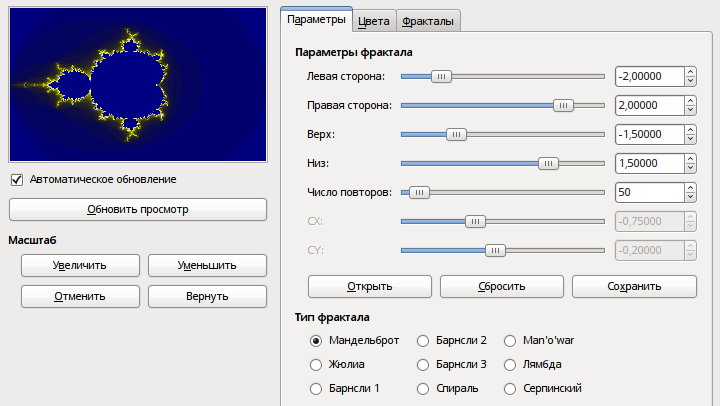 Автоматическое обновление
Обновить просмотр
Масштаб
Увеличить Уменьшить
Отменить Вернуть
Параметры Цвета Фракталы
Параметры фрактала
Левая сторона: -2,00000
Правая сторона: 2,00000
Верх: -1,50000
Низ: 1,50000
Число повторов: 50
CX: -0,75000
CY: -0,20000
Открыть Сбросить Сохранить
Тип фрактала
Мандельброт Барнсли 2 Man'o'war
Жюлиа Барнсли 3 Лямбда
Барнсли 1 Спираль Серпинский